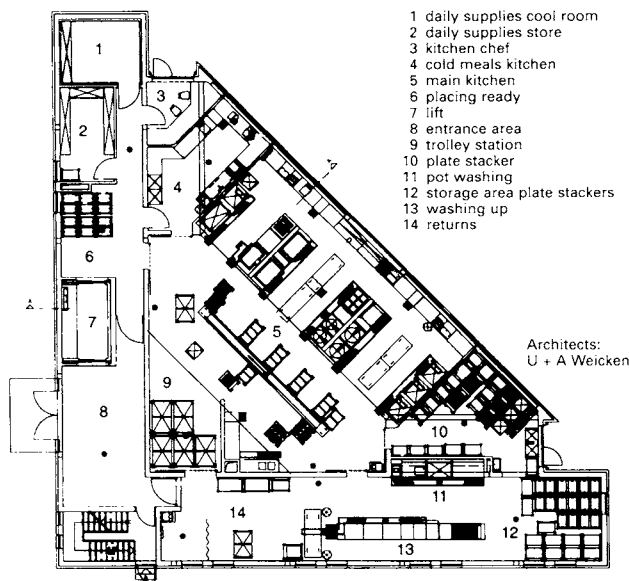 1 daily supplies cool room
2 daily supplies store
3 kitchen chef
4 cold meals kitchen
5 main kitchen
6 placing ready
7 lift
8 entrance area
9 trolley station
10 plate stacker
11 pot washing
12 storage area plate stackers
13 washing up
14 returns
Architects:
U + A Weicken
1
2
3
4
5
6
7
8
9
10
11
12
13
14